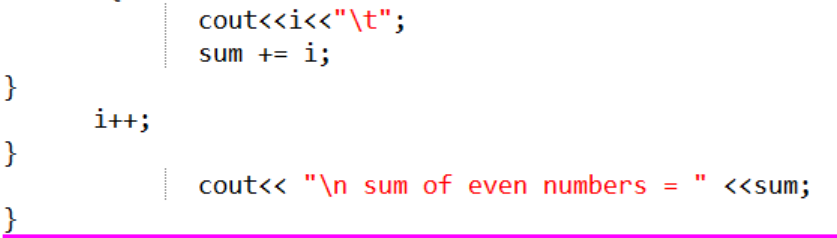 cout<<i<<"\t";
sum += i;
}
i++;
}
cout<< "\n sum of even numbers = " <<sum;
}